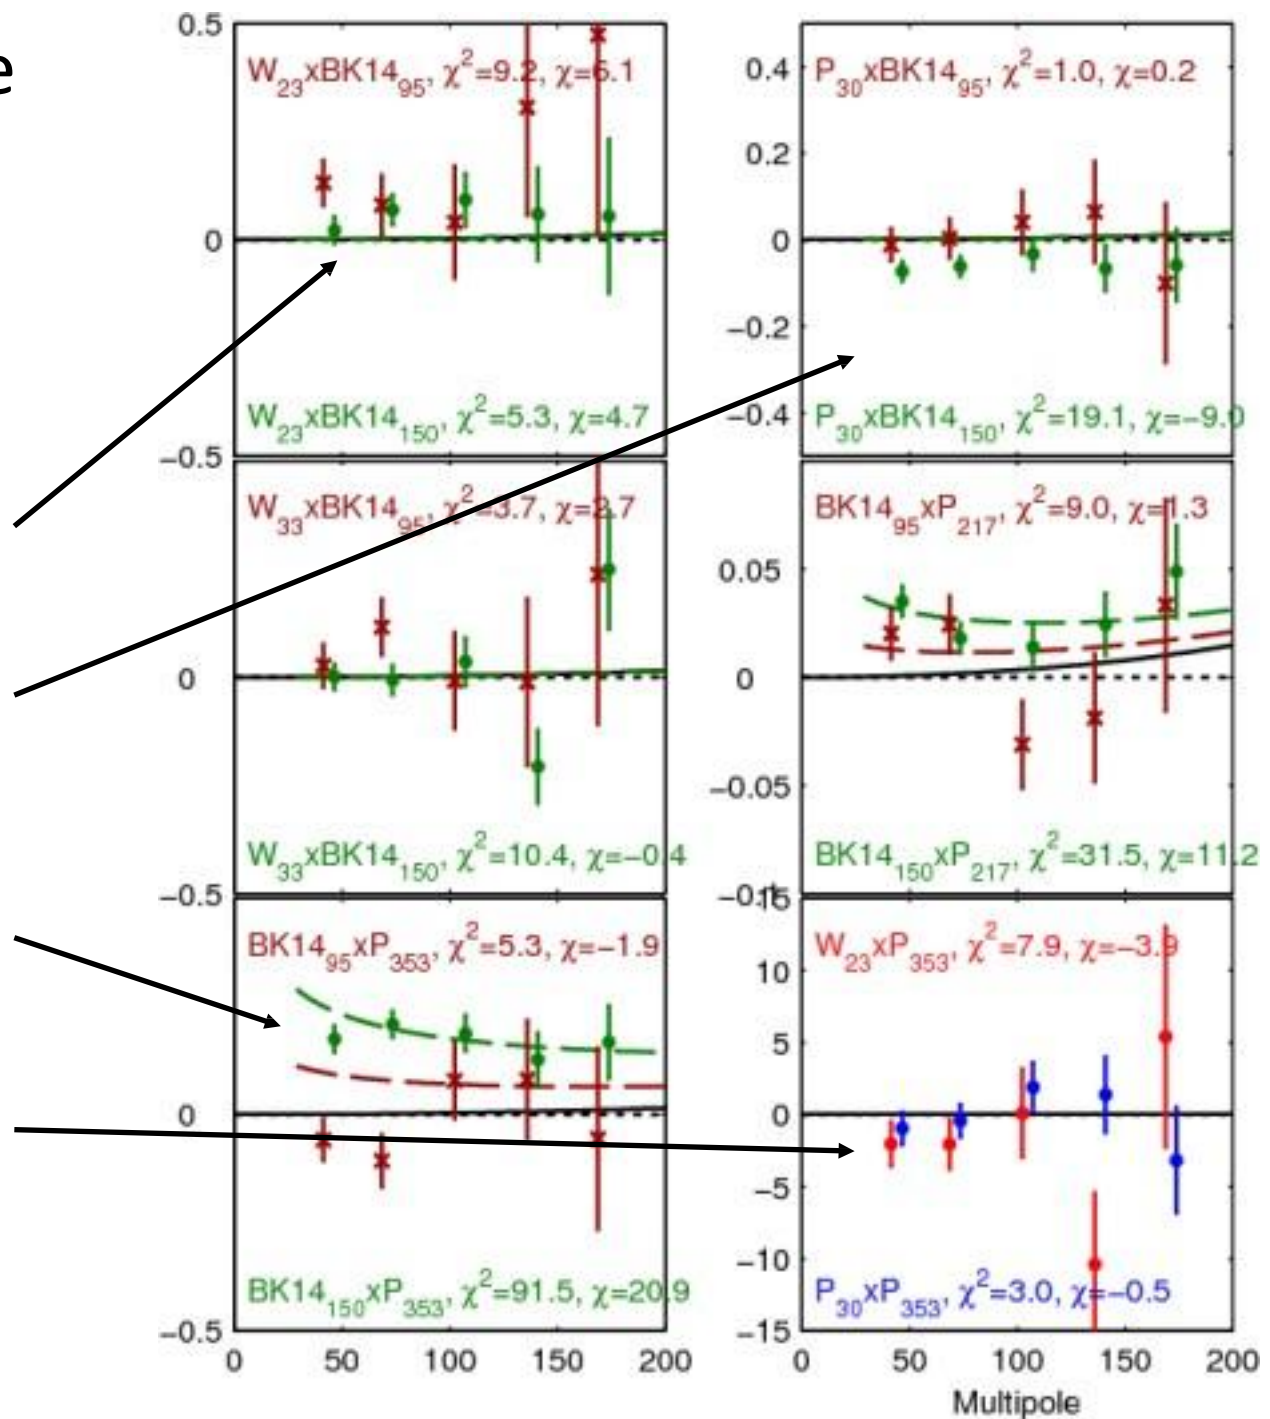 e
0.5
W₂₃xBK14₉₅, χ²=9.2, χ=6.1
0
W₂₃xBK14₁₅₀, χ²=5.3, χ=4.7
−0.5
0.4
P₃₀xBK14₉₅, χ²=1.0, χ=0.2
0.2
0
−0.2
−0.4
P₃₀xBK14₁₅₀, χ²=19.1, χ=−9.0
W₃₃xBK14₉₅, χ²=3.7, χ=2.7
0
W₃₃xBK14₁₅₀, χ²=10.4, χ=−0.4
−0.5
BK14₉₅xP₂₁₇, χ²=9.0, χ=1.3
0.05
0
−0.05
BK14₁₅₀xP₂₁₇, χ²=31.5, χ=11.2
−0.1
BK14₉₅xP₃₅₃, χ²=5.3, χ=−1.9
0
BK14₁₅₀xP₃₅₃, χ²=91.5, χ=20.9
−0.5
0 50 100 150 200
15
W₂₃xP₃₅₃, χ²=7.9, χ=−3.9
10
5
0
−5
−10
P₃₀xP₃₅₃, χ²=3.0, χ=−0.5
−15
0 50 100 150 200
Multipole